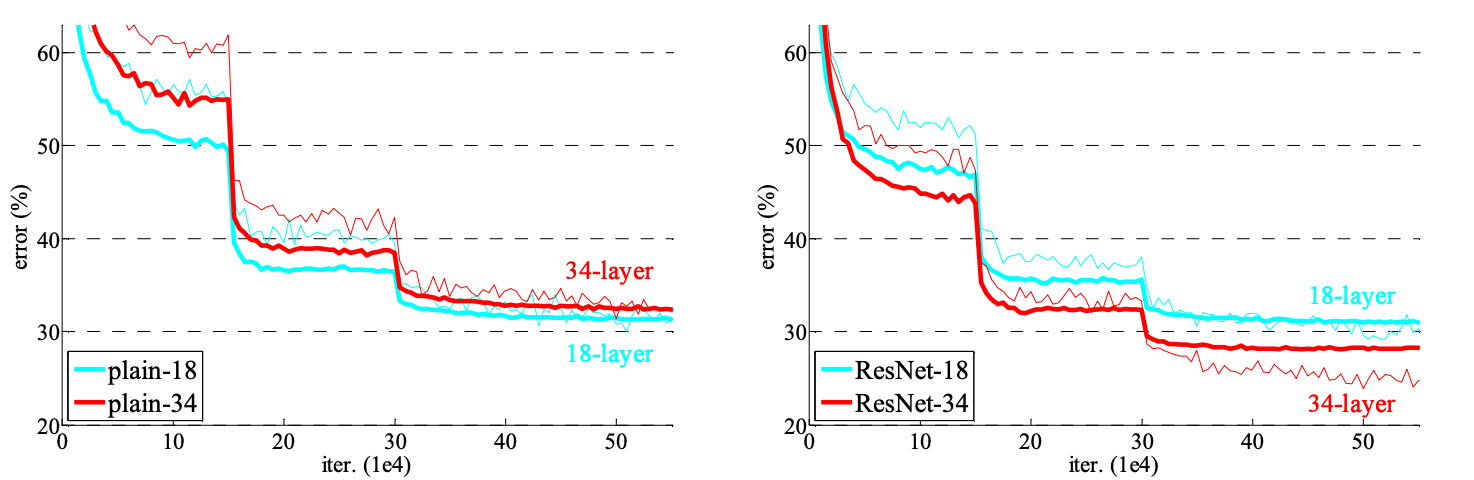 60
50
40
30
20
error (%)
0 10 20 30 40 50
iter. (1e4)
34-layer
18-layer
plain-18
plain-34
60
50
40
30
20
error (%)
0 10 20 30 40 50
iter. (1e4)
18-layer
34-layer
ResNet-18
ResNet-34